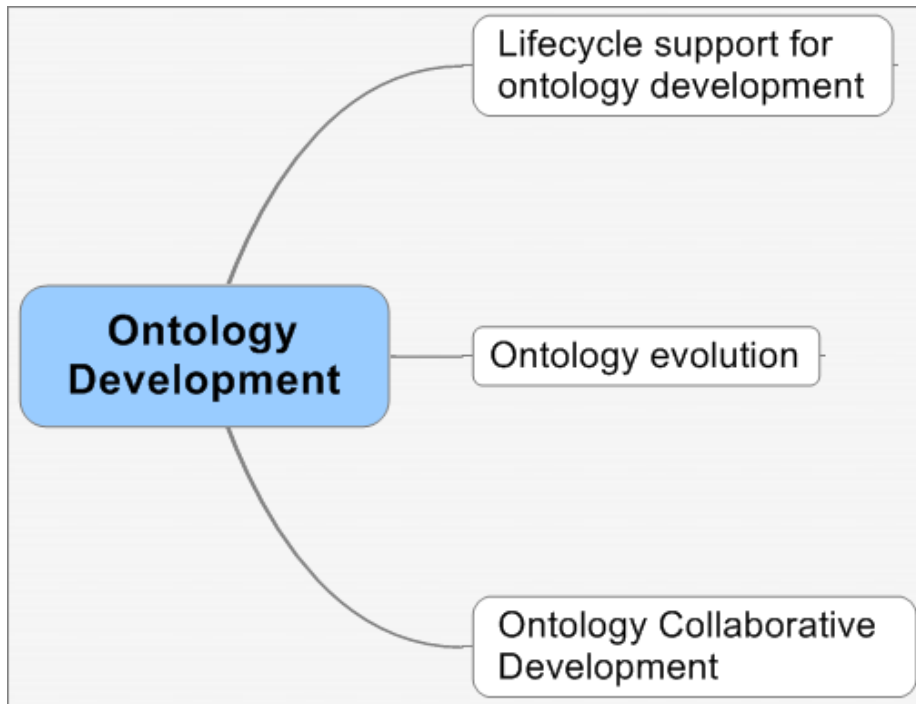 Lifecycle support for
ontology development
Ontology
Development
Ontology evolution
Ontology Collaborative
Development